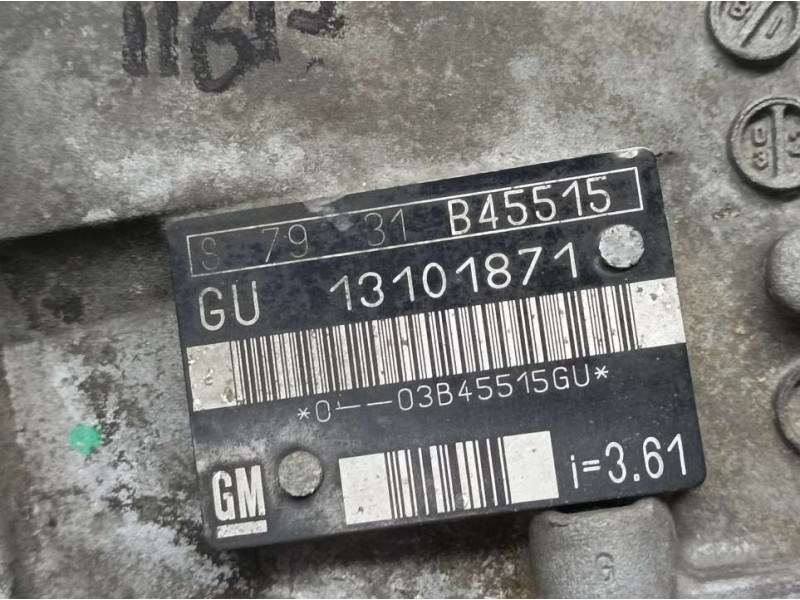 S 79 31 B45515
GU 13101871
*0---03B45515GU*
GM i=3.61
G